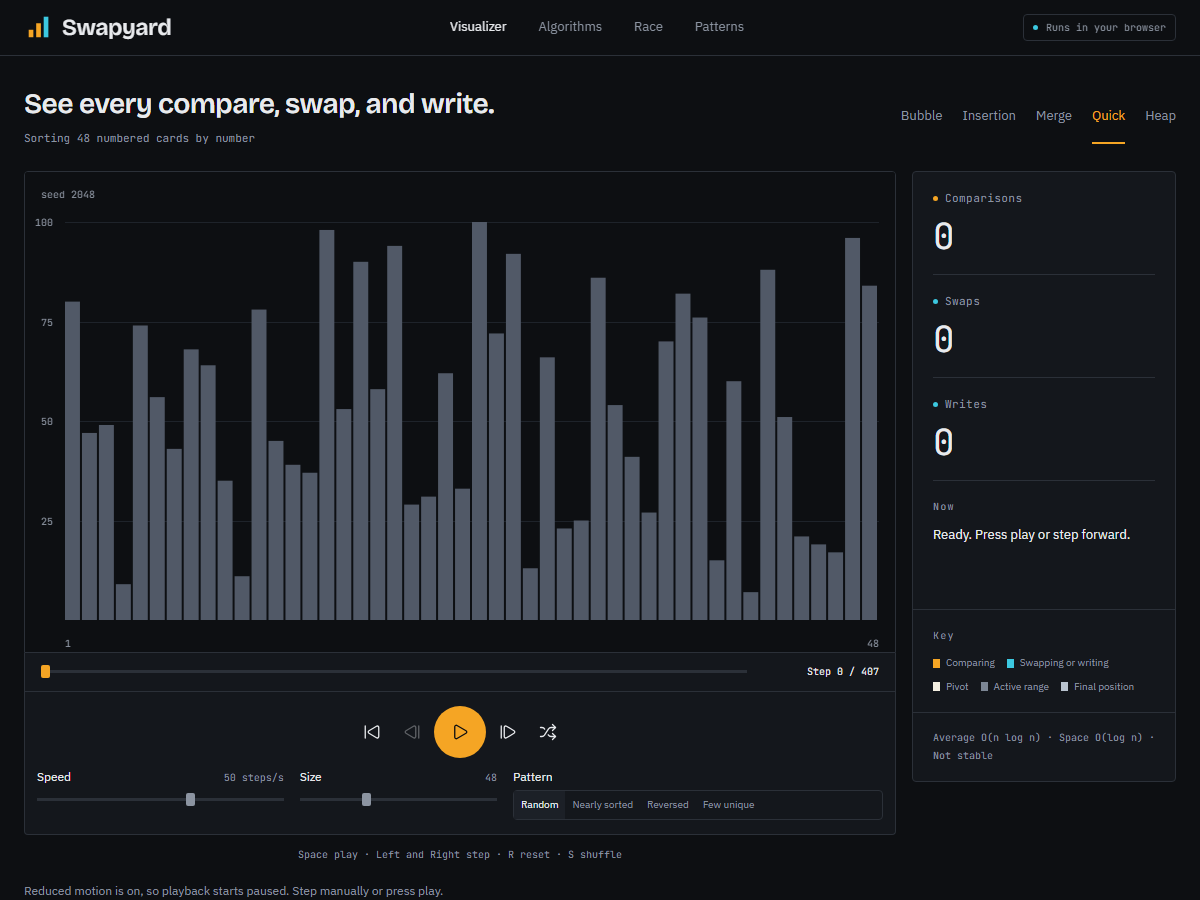 Swapyard
Visualizer Algorithms Race Patterns
Runs in your browser
See every compare, swap, and write.
Sorting 48 numbered cards by number
Bubble Insertion Merge Quick Heap
seed 2048
100
75
50
25
1 48
Step 0 / 407
Speed 50 steps/s
Size 48
Pattern
Random Nearly sorted Reversed Few unique
Space play · Left and Right step · R reset · S shuffle
Reduced motion is on, so playback starts paused. Step manually or press play.
Comparisons
0
Swaps
0
Writes
0
Now
Ready. Press play or step forward.
Key
Comparing Swapping or writing
Pivot Active range Final position
Average O(n log n) · Space O(log n) ·
Not stable